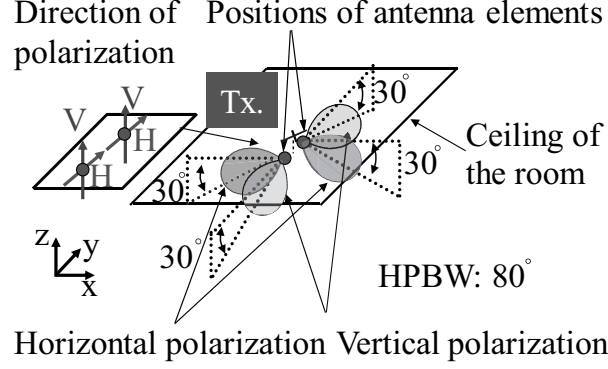 Direction of
polarization
Positions of antenna elements
Tx.
V
V
H
H
30°
30°
30°
30°
Ceiling of
the room
z
y
x
HPBW: 80°
Horizontal polarization
Vertical polarization